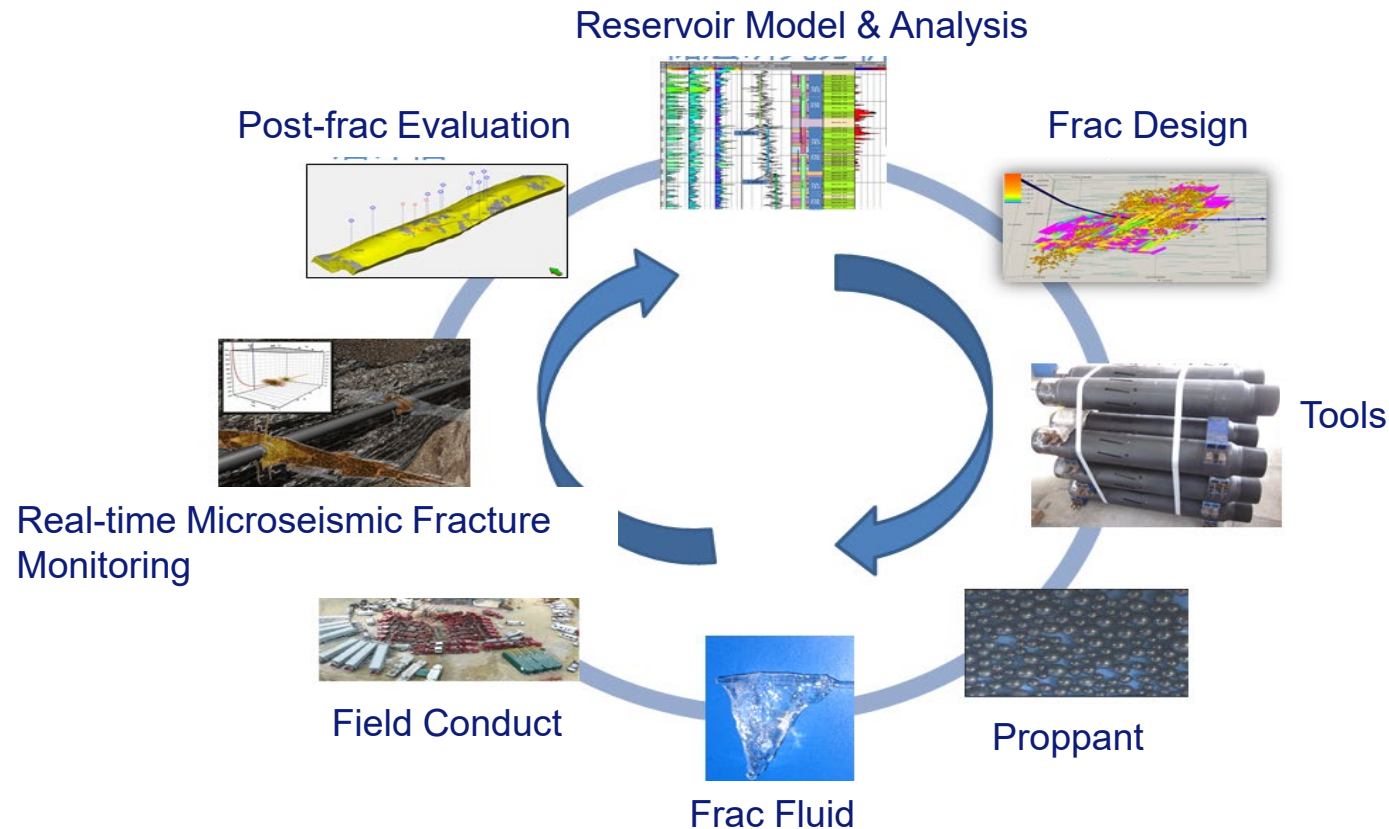 Reservoir Model & Analysis
Post-frac Evaluation
Frac Design
Tools
Real-time Microseismic Fracture
Monitoring
Field Conduct
Proppant
Frac Fluid